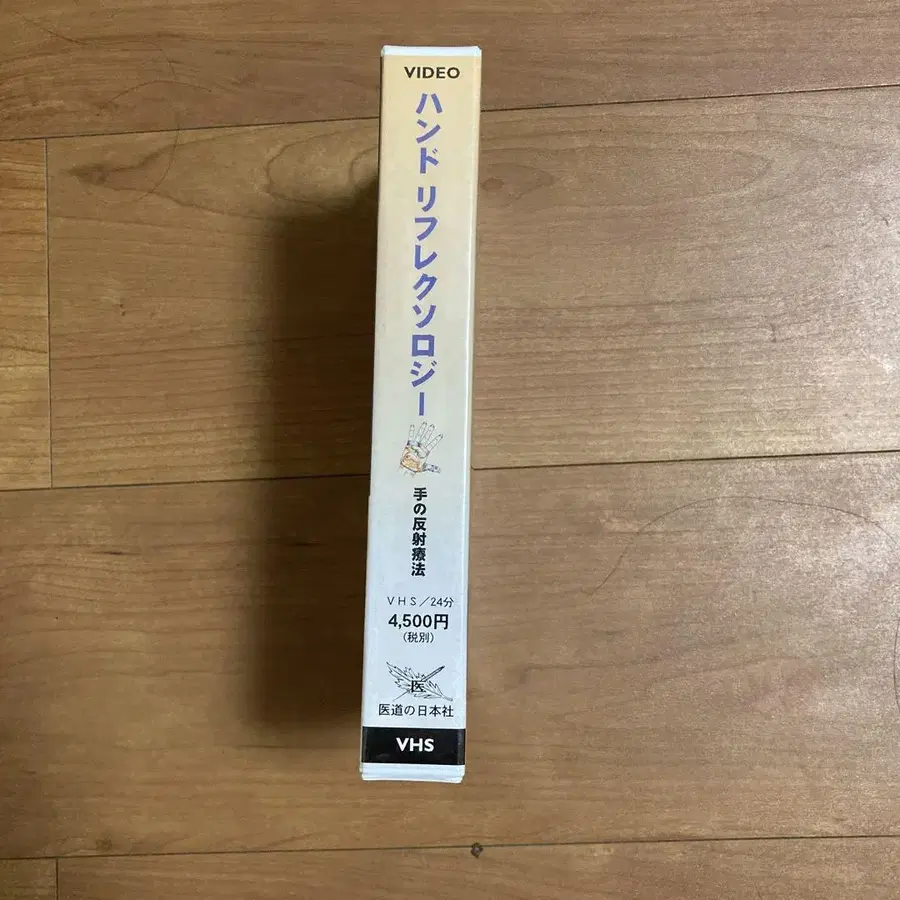 VIDEO
ハンド リフレクソロジー
手の反射療法
VHS／24分
4,500円
(税別)
医
医道の日本社
VHS